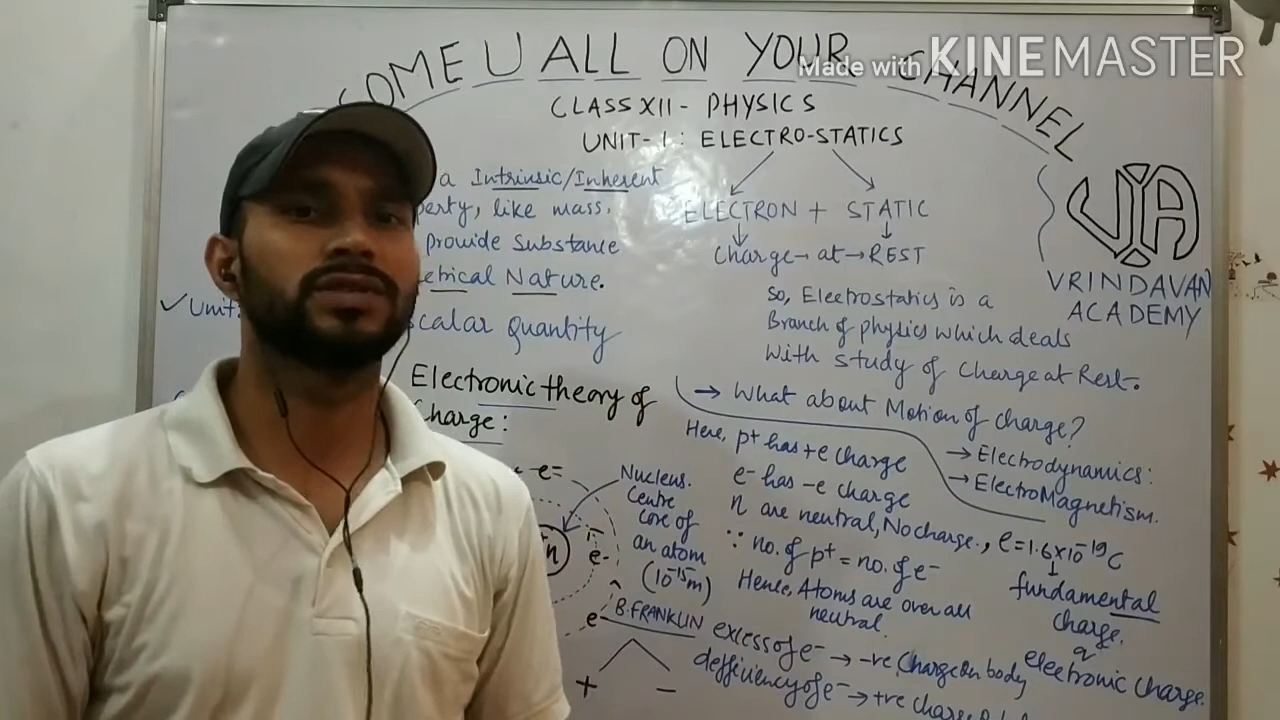 COME U ALL ON YOUR CHANNEL
Made with KINEMASTER
CLASS XII - PHYSICS
UNIT-1: ELECTRO-STATICS
a Intrinsic/Inherent
perty, like mass.
provide Substance
etrical Nature.
✓ Unit:
scalar quantity
ELECTRON + STATIC
Charge → at → REST
So, Electrostatics is a
Branch of physics which deals
With study of Charge at Rest.
VA
VRINDAVAN
ACADEMY
→ What about Motion of charge?
→ Electrodynamics:
→ ElectroMagnetism.
Electronic theory of
Charge:
e-
Nucleus.
Centre
core of
an atom
(10⁻¹⁵m)
n
e-
e-
Here, p+ has +e charge
e- has -e charge
n are neutral, No charge., e=1.6×10⁻¹⁹C
∵ no. of p+ = no. of e-
Hence, Atoms are over all
neutral.
fundamental
charge.
or
electronic charge.
B. FRANKLIN
+ −
excess of e- → -ve Charge on body
defficiency of e- → +ve charge